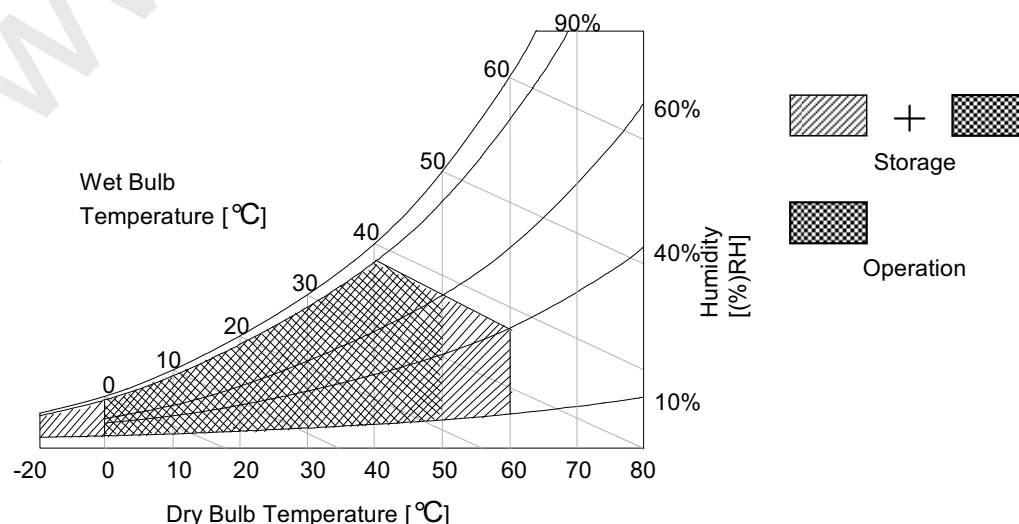 90%
60
60%
50
Wet Bulb
Temperature [℃]
40
30
20
10
0
40%
10%
Humidity
[(%)RH]
-20 0 10 20 30 40 50 60 70 80
Dry Bulb Temperature [℃]
+
Storage
Operation